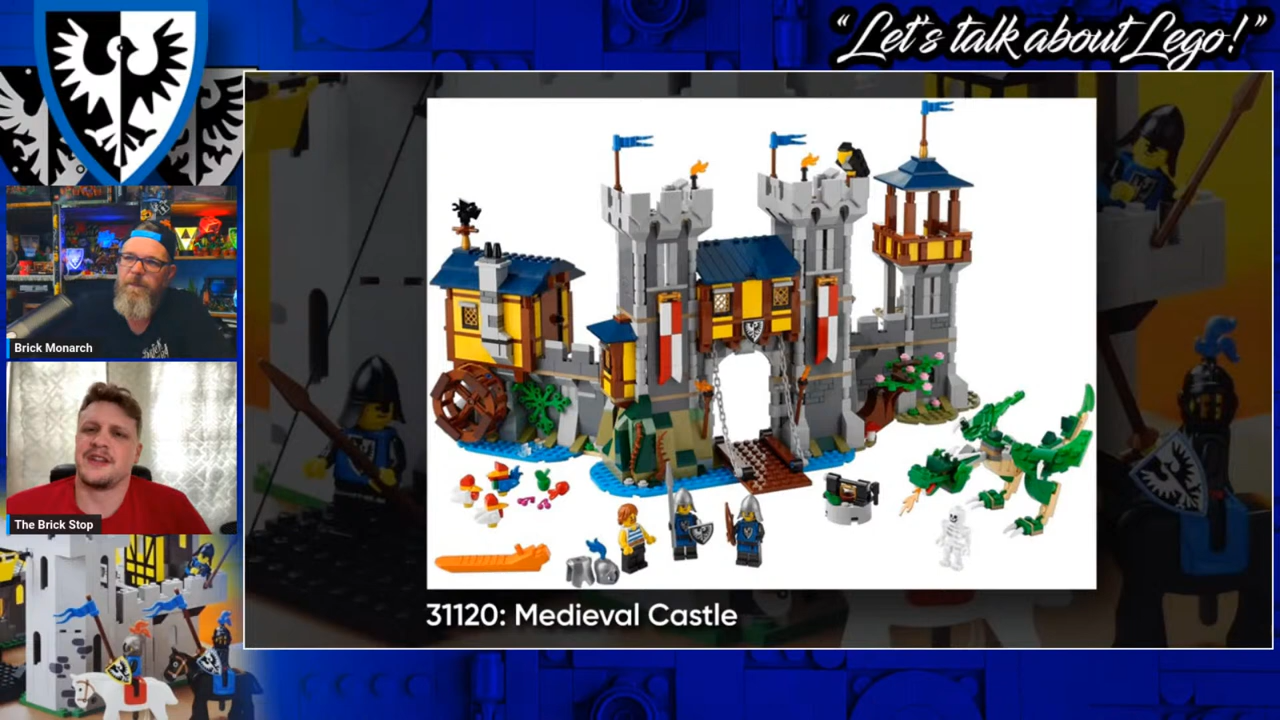 “Let's talk about Lego!”
Brick Monarch
The Brick Stop
31120: Medieval Castle